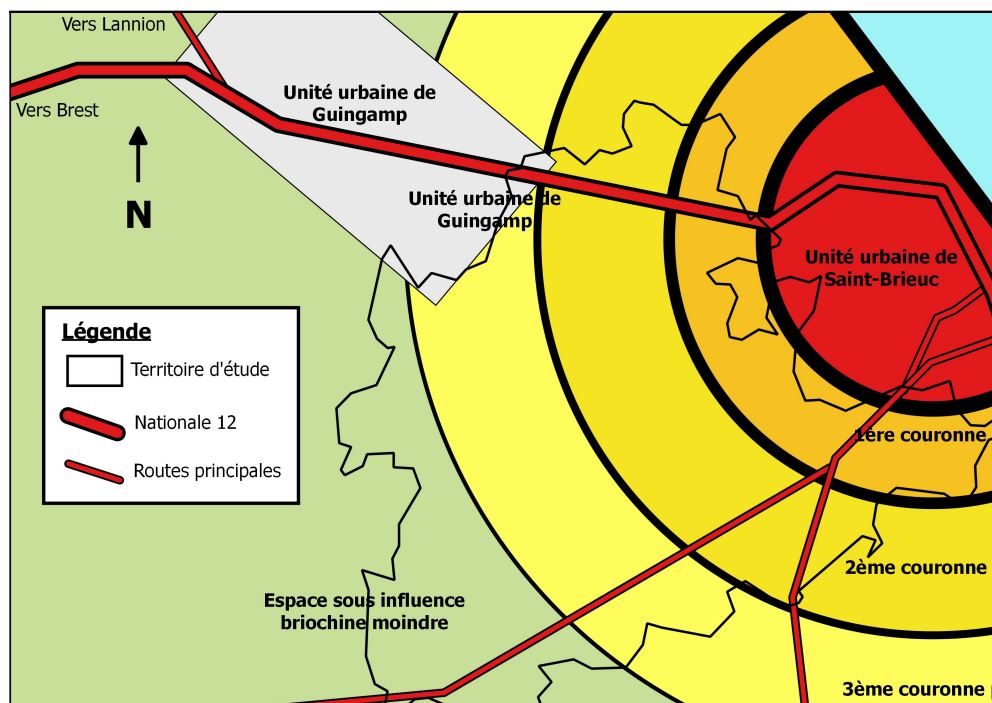 Vers Lannion
Vers Brest
Unité urbaine de
Guingamp
N
Unité urbaine de
Guingamp
Unité urbaine de
Saint-Brieuc
Légende
Territoire d'étude
Nationale 12
Routes principales
1ère couronne
2ème couronne
Espace sous influence
briochine moindre
3ème couronne